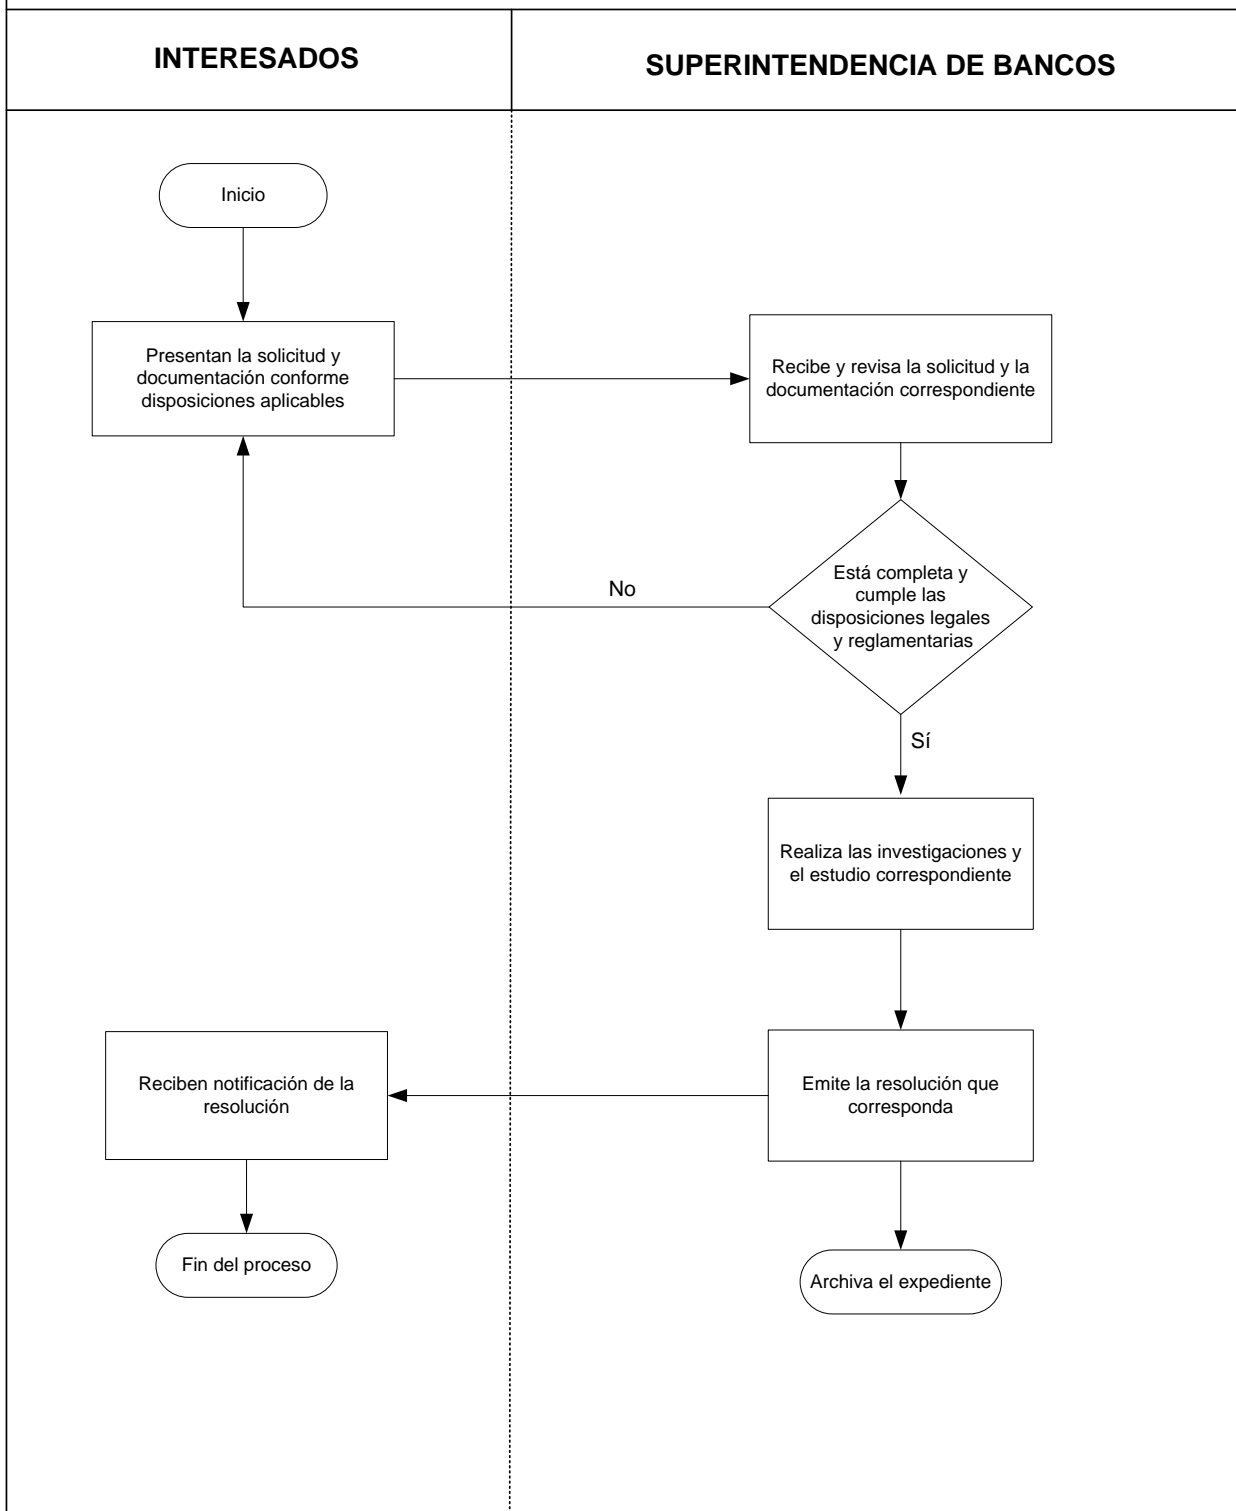 INTERESADOS
SUPERINTENDENCIA DE BANCOS
Inicio
Presentan la solicitud y
documentación conforme
disposiciones aplicables
Recibe y revisa la solicitud y la
documentación correspondiente
Está completa y
cumple las
disposiciones legales
y reglamentarias
No
Sí
Realiza las investigaciones y
el estudio correspondiente
Emite la resolución que
corresponda
Reciben notificación de la
resolución
Fin del proceso
Archiva el expediente